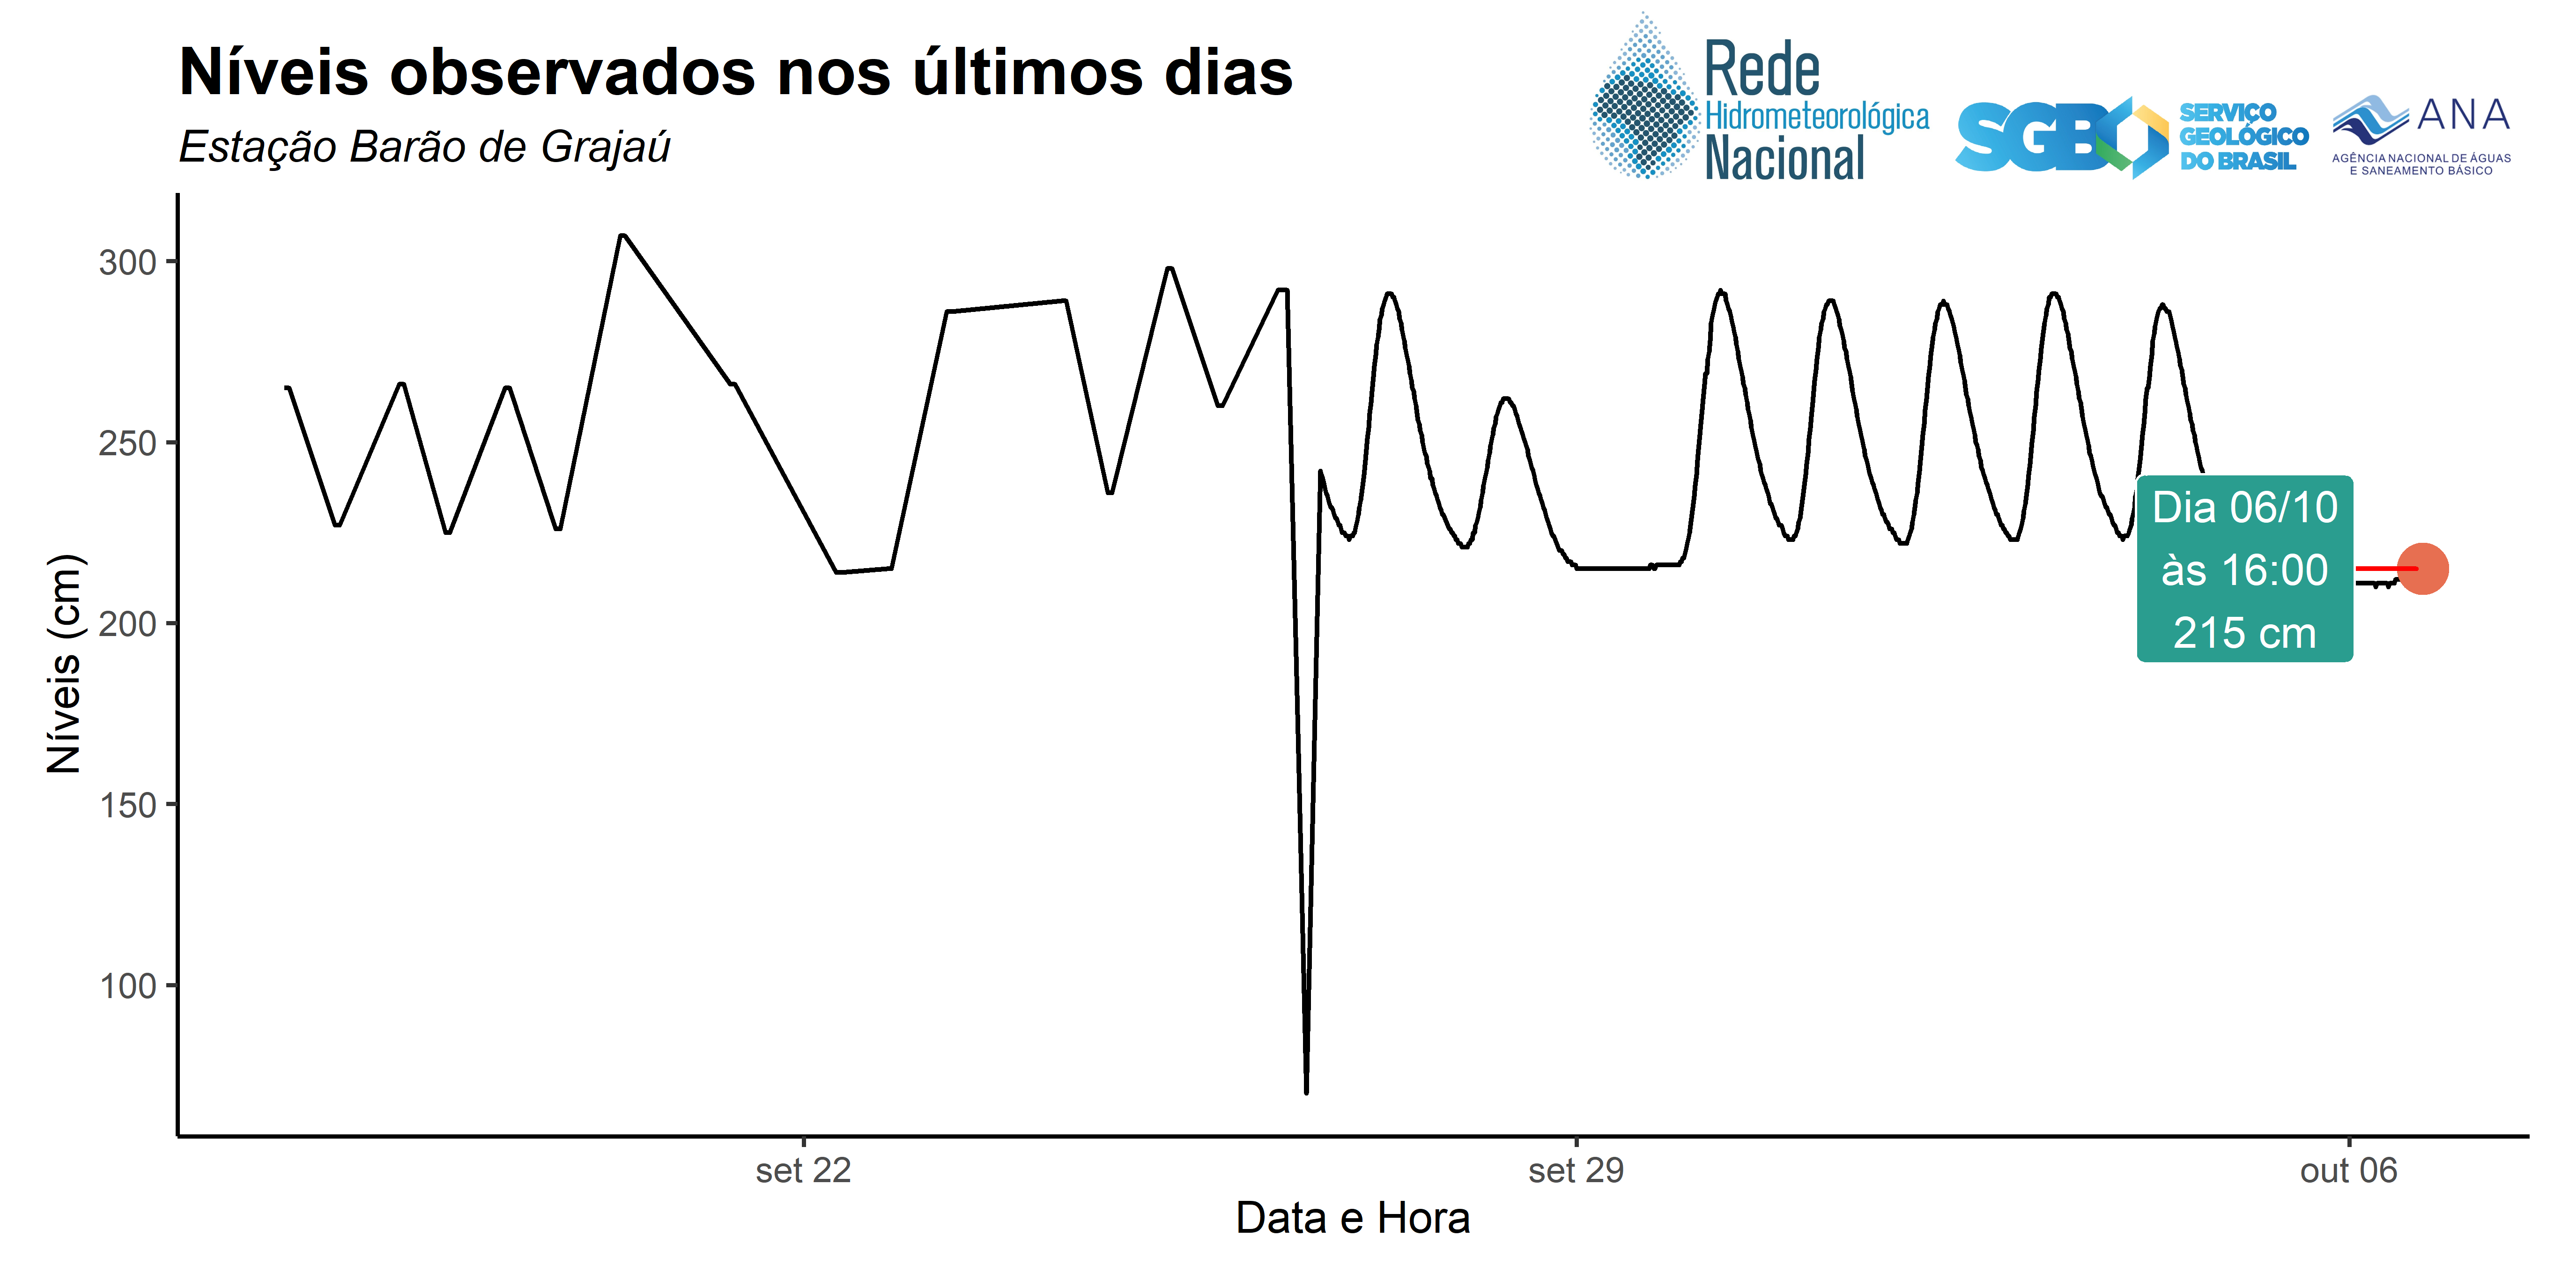 Níveis observados nos últimos dias
Estação Barão de Grajaú
Rede
Hidrometeorológica
Nacional
SGB
SERVIÇO
GEOLÓGICO
DO BRASIL
ANA
AGÊNCIA NACIONAL DE ÁGUAS
E SANEAMENTO BÁSICO
Níveis (cm)
300
250
200
150
100
Dia 06/10
às 16:00
215 cm
set 22
set 29
out 06
Data e Hora